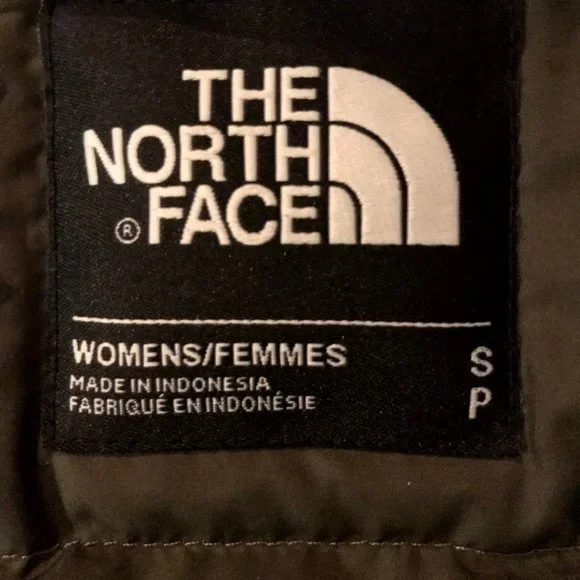 THE
NORTH
® FACE
WOMENS/FEMMES S
MADE IN INDONESIA
FABRIQUÉ EN INDONÉSIE P